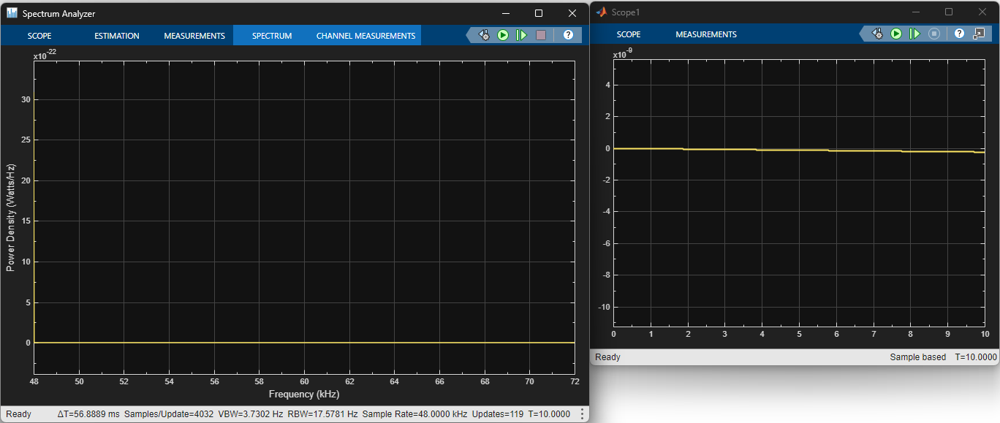 Spectrum Analyzer
SCOPE ESTIMATION MEASUREMENTS SPECTRUM CHANNEL MEASUREMENTS ?
x10-22
30
25
20
15
10
5
0
Power Density (Watts/Hz)
48 50 52 54 56 58 60 62 64 66 68 70 72
Frequency (kHz)
Ready ΔT=56.8889 ms Samples/Update=4032 VBW=3.7302 Hz RBW=17.5781 Hz Sample Rate=48.0000 kHz Updates=119 T=10.0000
Scope1
SCOPE MEASUREMENTS ?
x10-9
4
2
0
-2
-4
-6
-8
-10
0 1 2 3 4 5 6 7 8 9 10
Ready Sample based T=10.0000